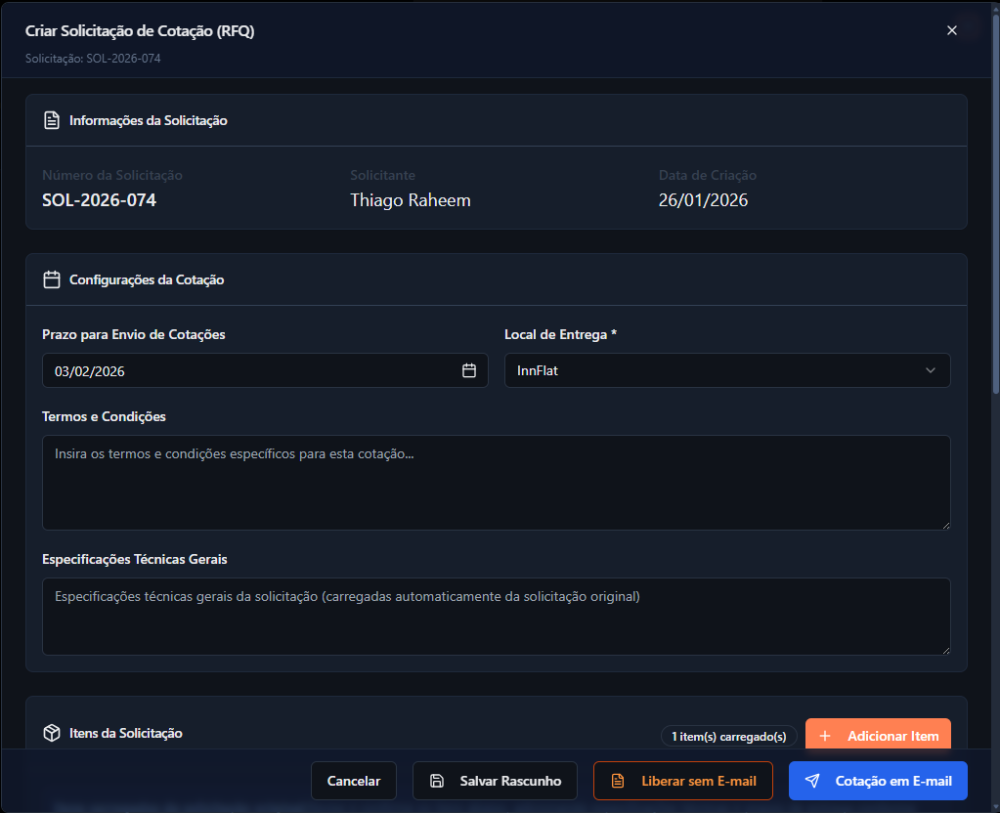 Criar Solicitação de Cotação (RFQ)
Solicitação: SOL-2026-074
Informações da Solicitação
Número da Solicitação
SOL-2026-074
Solicitante
Thiago Raheem
Data de Criação
26/01/2026
Configurações da Cotação
Prazo para Envio de Cotações
03/02/2026
Local de Entrega *
InnFlat
Termos e Condições
Insira os termos e condições específicos para esta cotação...
Especificações Técnicas Gerais
Especificações técnicas gerais da solicitação (carregadas automaticamente da solicitação original)
Itens da Solicitação
1 item(s) carregado(s)
Adicionar Item
Cancelar
Salvar Rascunho
Liberar sem E-mail
Cotação em E-mail